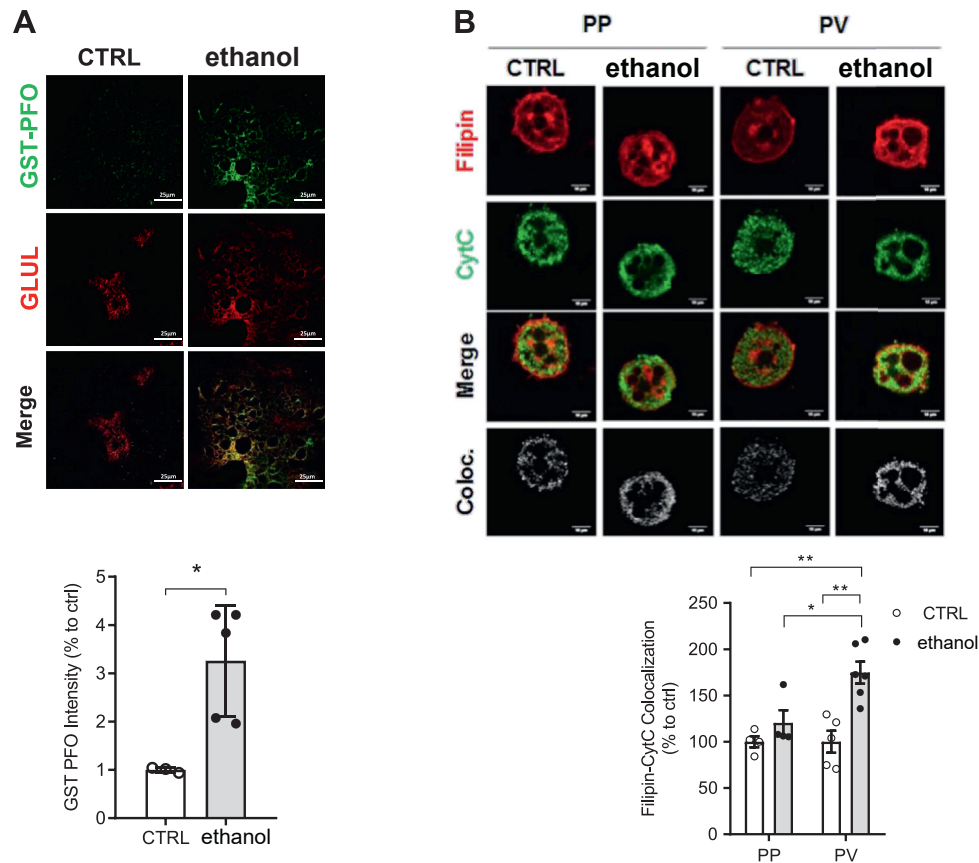 A
CTRL ethanol
GST-PFO
25µm 25µm
GLUL
25µm 25µm
Merge
25µm 25µm
*
GST PFO Intensity (% to ctrl)
5
4
3
2
1
0
CTRL ethanol
B
PP PV
CTRL ethanol CTRL ethanol
Filipin
CytC
Merge
Coloc.
**
**
*
CTRL
ethanol
Filipin-CytC Colocalization
(% to ctrl)
250
200
150
100
50
0
PP PV